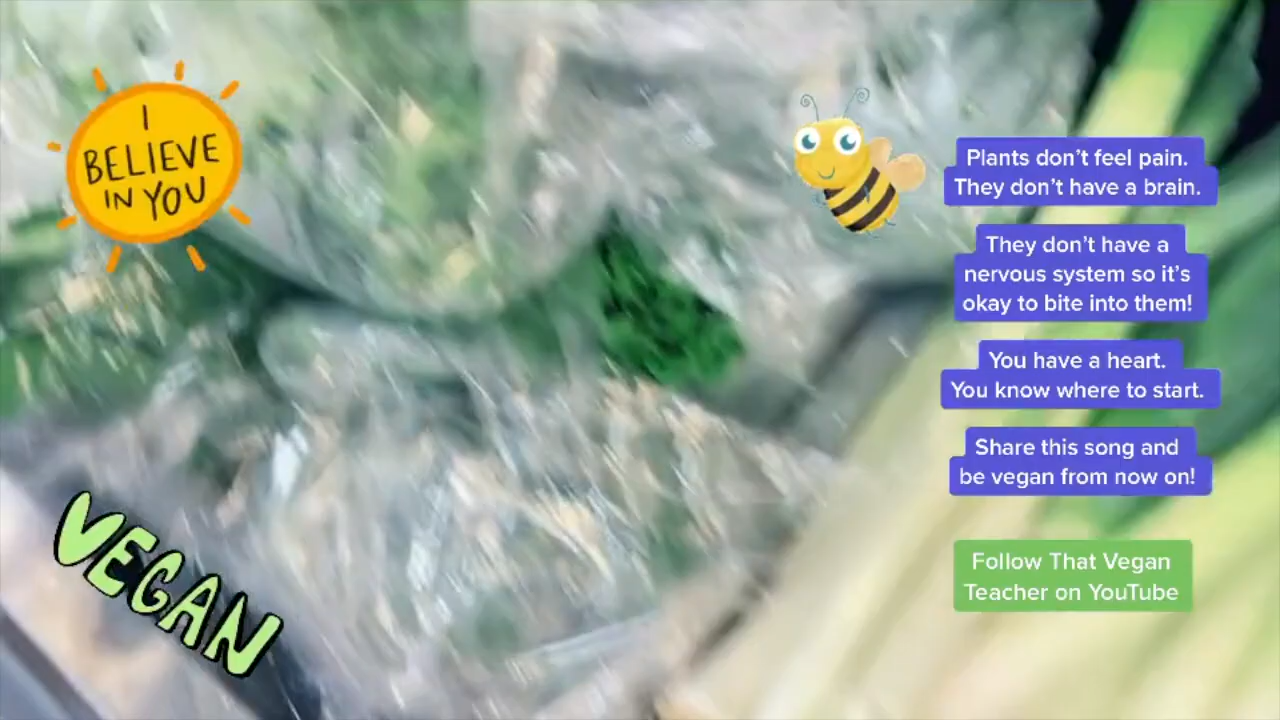 I
BELIEVE
IN YOU
Plants don’t feel pain.
They don’t have a brain.
They don’t have a
nervous system so it’s
okay to bite into them!
You have a heart.
You know where to start.
Share this song and
be vegan from now on!
VEGAN
Follow That Vegan
Teacher on YouTube